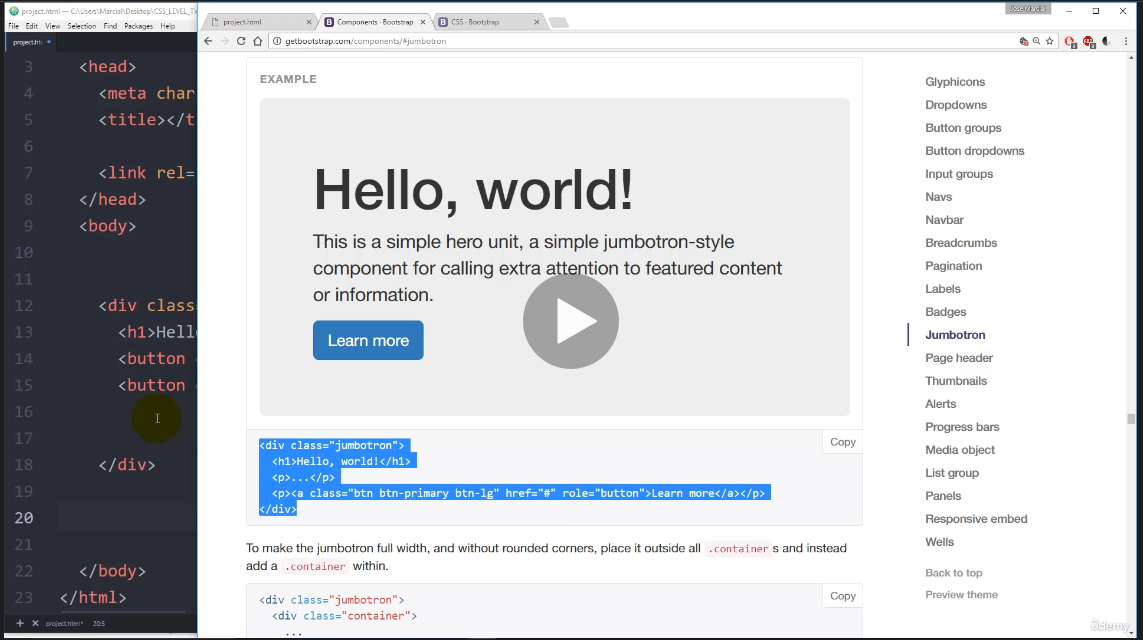 project.html — C:\Users\Marcial\Desktop\CSS_LEVEL_TW
File Edit View Selection Find Packages Help
project.ht
3 <head>
4 <meta char
5 <title></t
6
7 <link rel=
8 </head>
9 <body>
10
11
12 <div class=
13 <h1>Hello
14 <button
15 <button
16
17
18 </div>
19
20
21
22 </body>
23 </html>
project.html* 20:5
project.html
Components · Bootstrap
CSS · Bootstrap
getbootstrap.com/components/#jumbotron
EXAMPLE
Hello, world!
This is a simple hero unit, a simple jumbotron-style
component for calling extra attention to featured content
or information.
Learn more
Copy
<div class="jumbotron">
<h1>Hello, world!</h1>
<p>...</p>
<p><a class="btn btn-primary btn-lg" href="#" role="button">Learn more</a></p>
</div>
To make the jumbotron full width, and without rounded corners, place it outside all .container s and instead
add a .container within.
Copy
<div class="jumbotron">
<div class="container">
...
Glyphicons
Dropdowns
Button groups
Button dropdowns
Input groups
Navs
Navbar
Breadcrumbs
Pagination
Labels
Badges
Jumbotron
Page header
Thumbnails
Alerts
Progress bars
Media object
List group
Panels
Responsive embed
Wells
Back to top
Preview theme
ûdemy